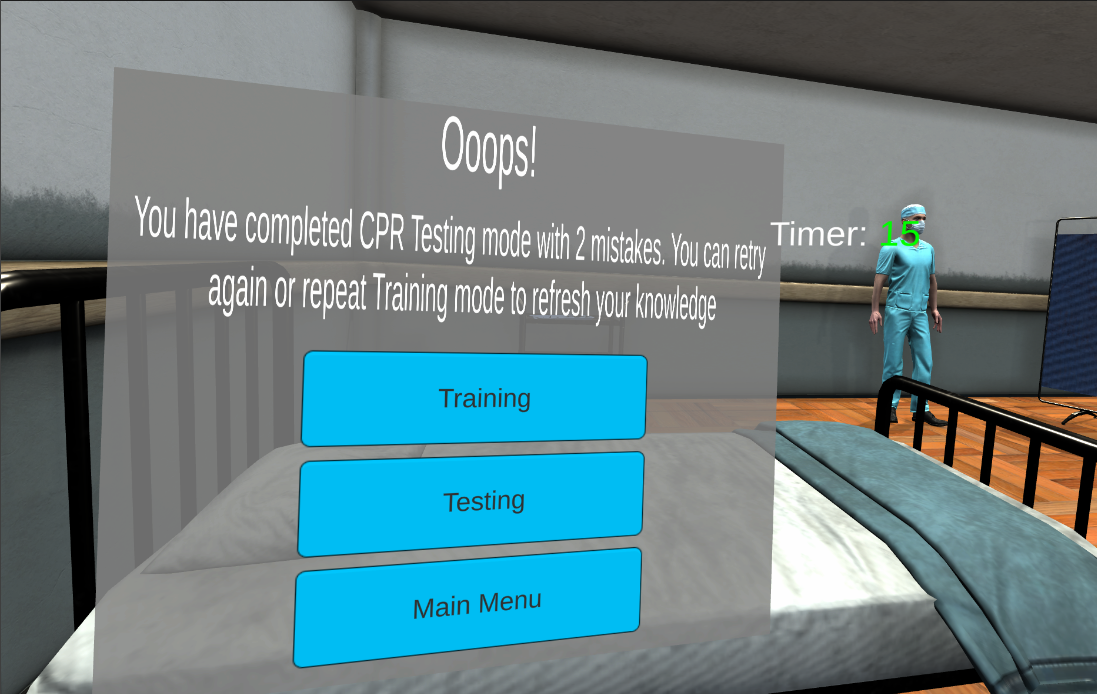 Ooops!
You have completed CPR Testing mode with 2 mistakes. You can retry
again or repeat Training mode to refresh your knowledge
Timer: 15
Training
Testing
Main Menu